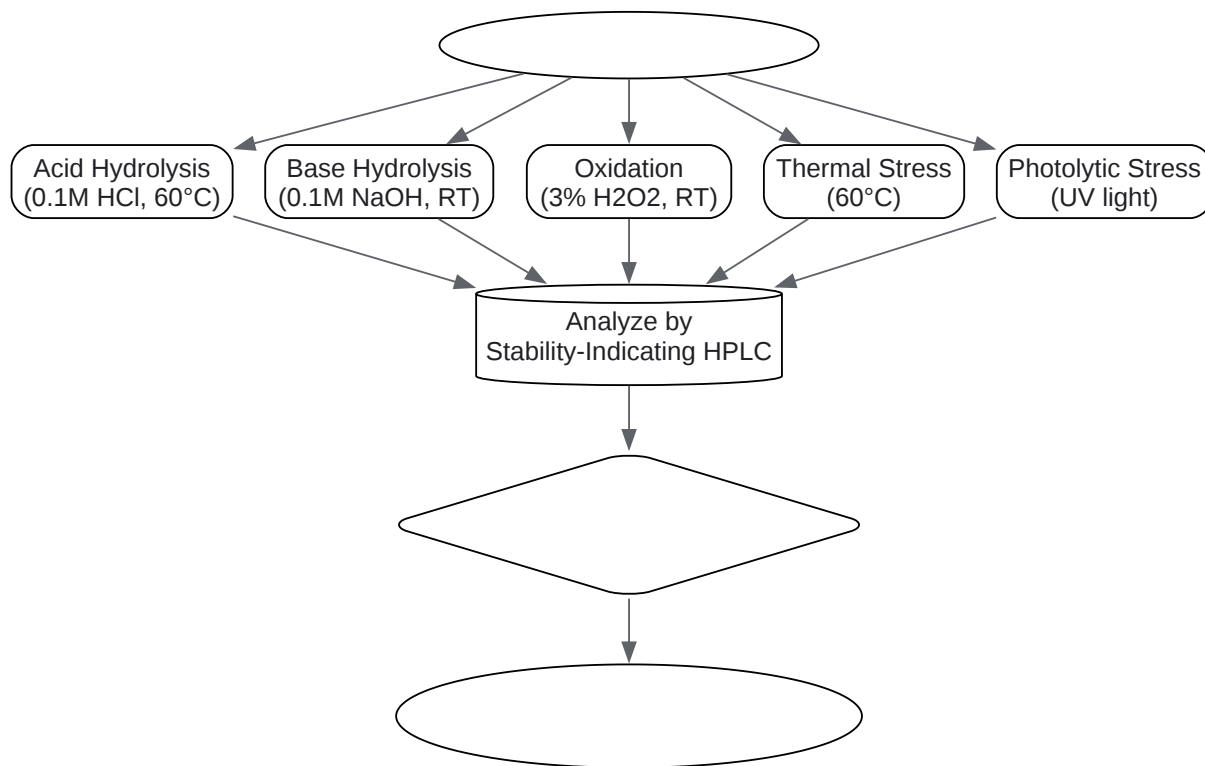 Acid Hydrolysis
(0.1M HCl, 60°C)
Base Hydrolysis
(0.1M NaOH, RT)
Oxidation
(3% H2O2, RT)
Thermal Stress
(60°C)
Photolytic Stress
(UV light)
Analyze by
Stability-Indicating HPLC